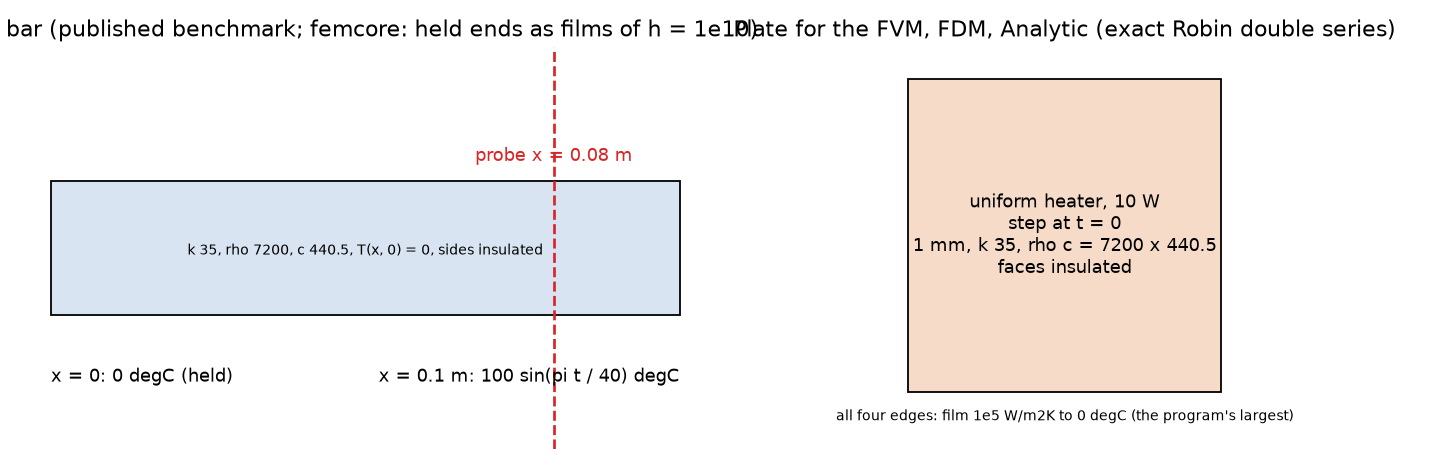 bar (published benchmark; femcore: held ends as films of h = 1e10)
Plate for the FVM, FDM, Analytic (exact Robin double series)
probe x = 0.08 m
k 35, rho 7200, c 440.5, T(x, 0) = 0, sides insulated
x = 0: 0 degC (held)
x = 0.1 m: 100 sin(pi t / 40) degC
uniform heater, 10 W
step at t = 0
1 mm, k 35, rho c = 7200 x 440.5
faces insulated
all four edges: film 1e5 W/m2K to 0 degC (the program's largest)